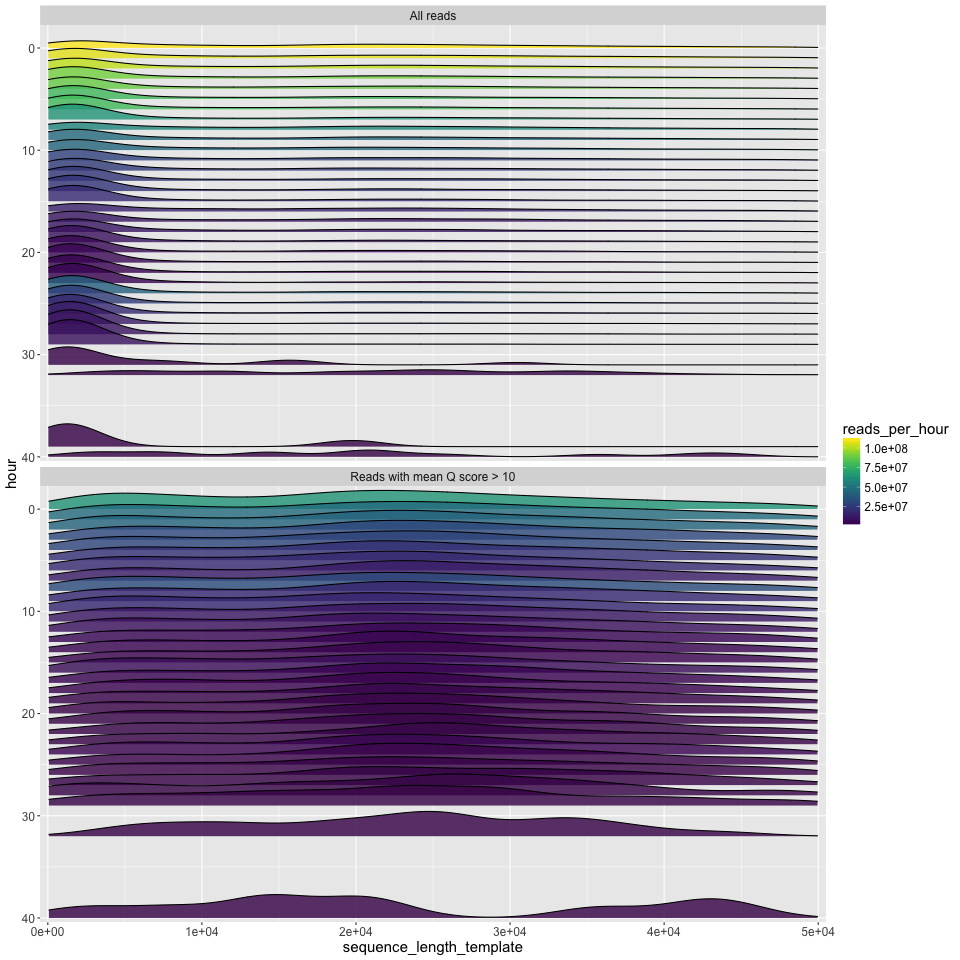 All reads
0
10
20
30
40
hour
Reads with mean Q score > 10
0
10
20
30
40
0e+00 1e+04 2e+04 3e+04 4e+04 5e+04
sequence_length_template
reads_per_hour
1.0e+08
7.5e+07
5.0e+07
2.5e+07